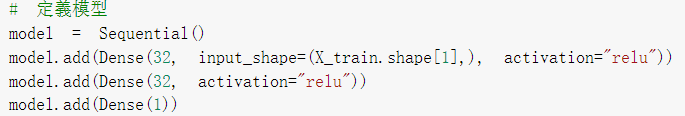 # 定義模型
model = Sequential()
model.add(Dense(32, input_shape=(X_train.shape[1],), activation="relu"))
model.add(Dense(32, activation="relu"))
model.add(Dense(1))